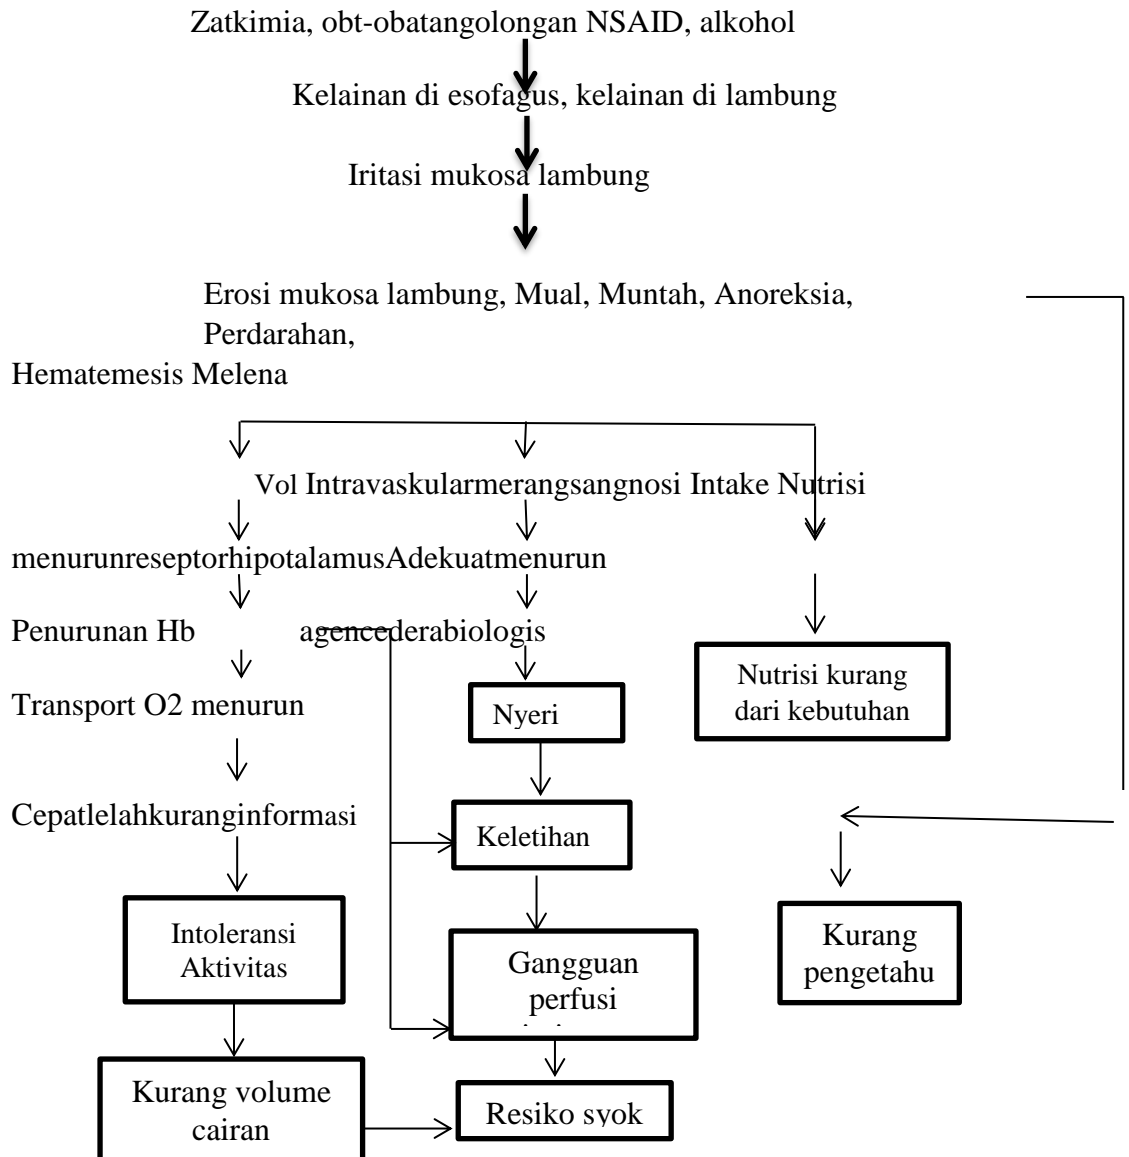 Zatkimia, obt-obatangolongan NSAID, alkohol
Kelainan di esofagus, kelainan di lambung
Iritasi mukosa lambung
Erosi mukosa lambung, Mual, Muntah, Anoreksia,
Perdarahan,
Hematemesis Melena
Vol Intravaskularmerangsangnosi Intake Nutrisi
menurunreseptorhipotalamusAdekuatmenurun
Penurunan Hb agencederabiologis
Nutrisi kurang
dari kebutuhan
Transport O2 menurun
Nyeri
Cepatlelahkuranginformasi
Keletihan
Intoleransi
Aktivitas
Gangguan
perfusi
Kurang
pengetahu
Kurang volume
cairan
Resiko syok